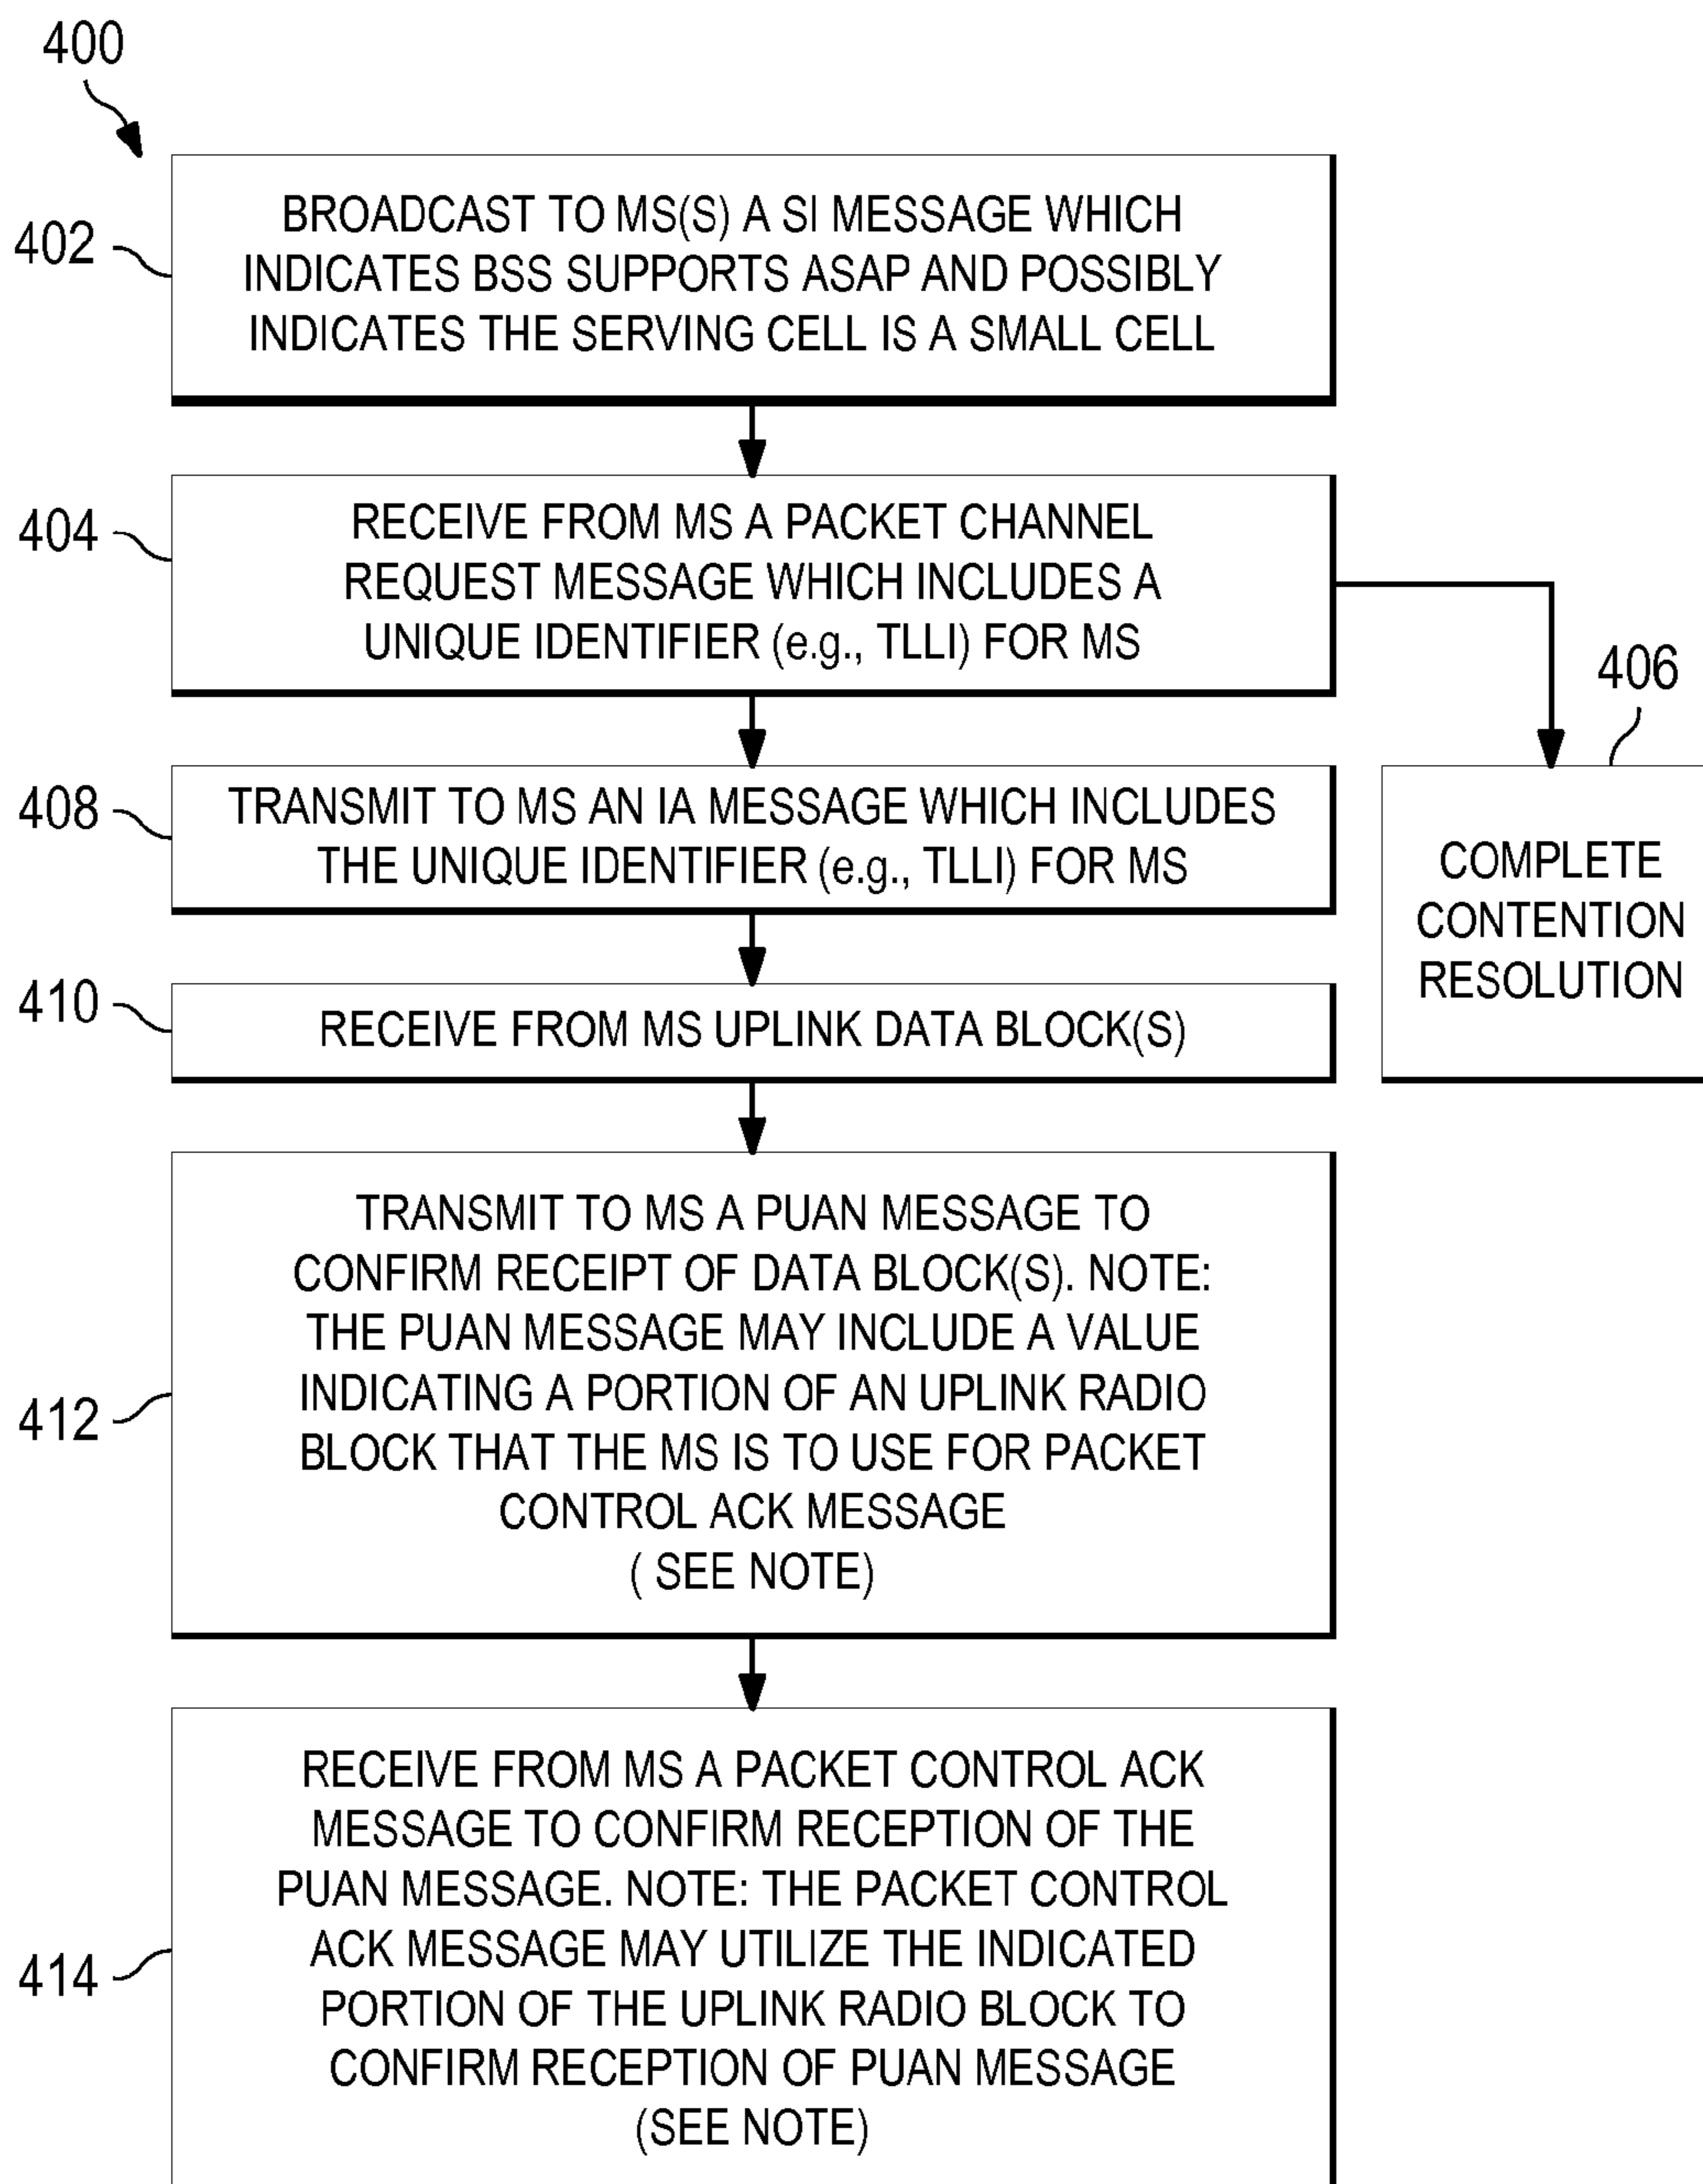 400
402
BROADCAST TO MS(S) A SI MESSAGE WHICH
INDICATES BSS SUPPORTS ASAP AND POSSIBLY
INDICATES THE SERVING CELL IS A SMALL CELL
404
RECEIVE FROM MS A PACKET CHANNEL
REQUEST MESSAGE WHICH INCLUDES A
UNIQUE IDENTIFIER (e.g., TLLI) FOR MS
406
COMPLETE
CONTENTION
RESOLUTION
408
TRANSMIT TO MS AN IA MESSAGE WHICH INCLUDES
THE UNIQUE IDENTIFIER (e.g., TLLI) FOR MS
410
RECEIVE FROM MS UPLINK DATA BLOCK(S)
412
TRANSMIT TO MS A PUAN MESSAGE TO
CONFIRM RECEIPT OF DATA BLOCK(S). NOTE:
THE PUAN MESSAGE MAY INCLUDE A VALUE
INDICATING A PORTION OF AN UPLINK RADIO
BLOCK THAT THE MS IS TO USE FOR PACKET
CONTROL ACK MESSAGE
( SEE NOTE)
414
RECEIVE FROM MS A PACKET CONTROL ACK
MESSAGE TO CONFIRM RECEPTION OF THE
PUAN MESSAGE. NOTE: THE PACKET CONTROL
ACK MESSAGE MAY UTILIZE THE INDICATED
PORTION OF THE UPLINK RADIO BLOCK TO
CONFIRM RECEPTION OF PUAN MESSAGE
(SEE NOTE)